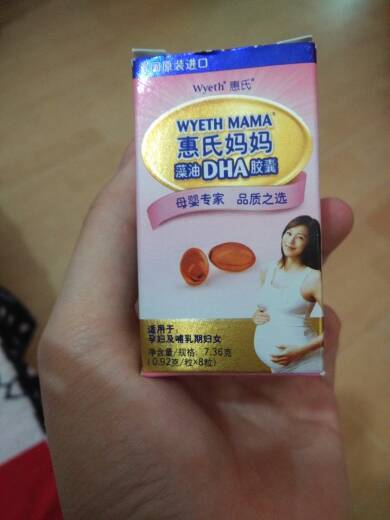 原装进口
Wyeth® 惠氏®
WYETH MAMA®
惠氏妈妈®
藻油DHA胶囊
母婴专家 品质之选
适用于:
孕妇及哺乳期妇女
净含量/规格: 7.36克
(0.92克/粒×8粒)